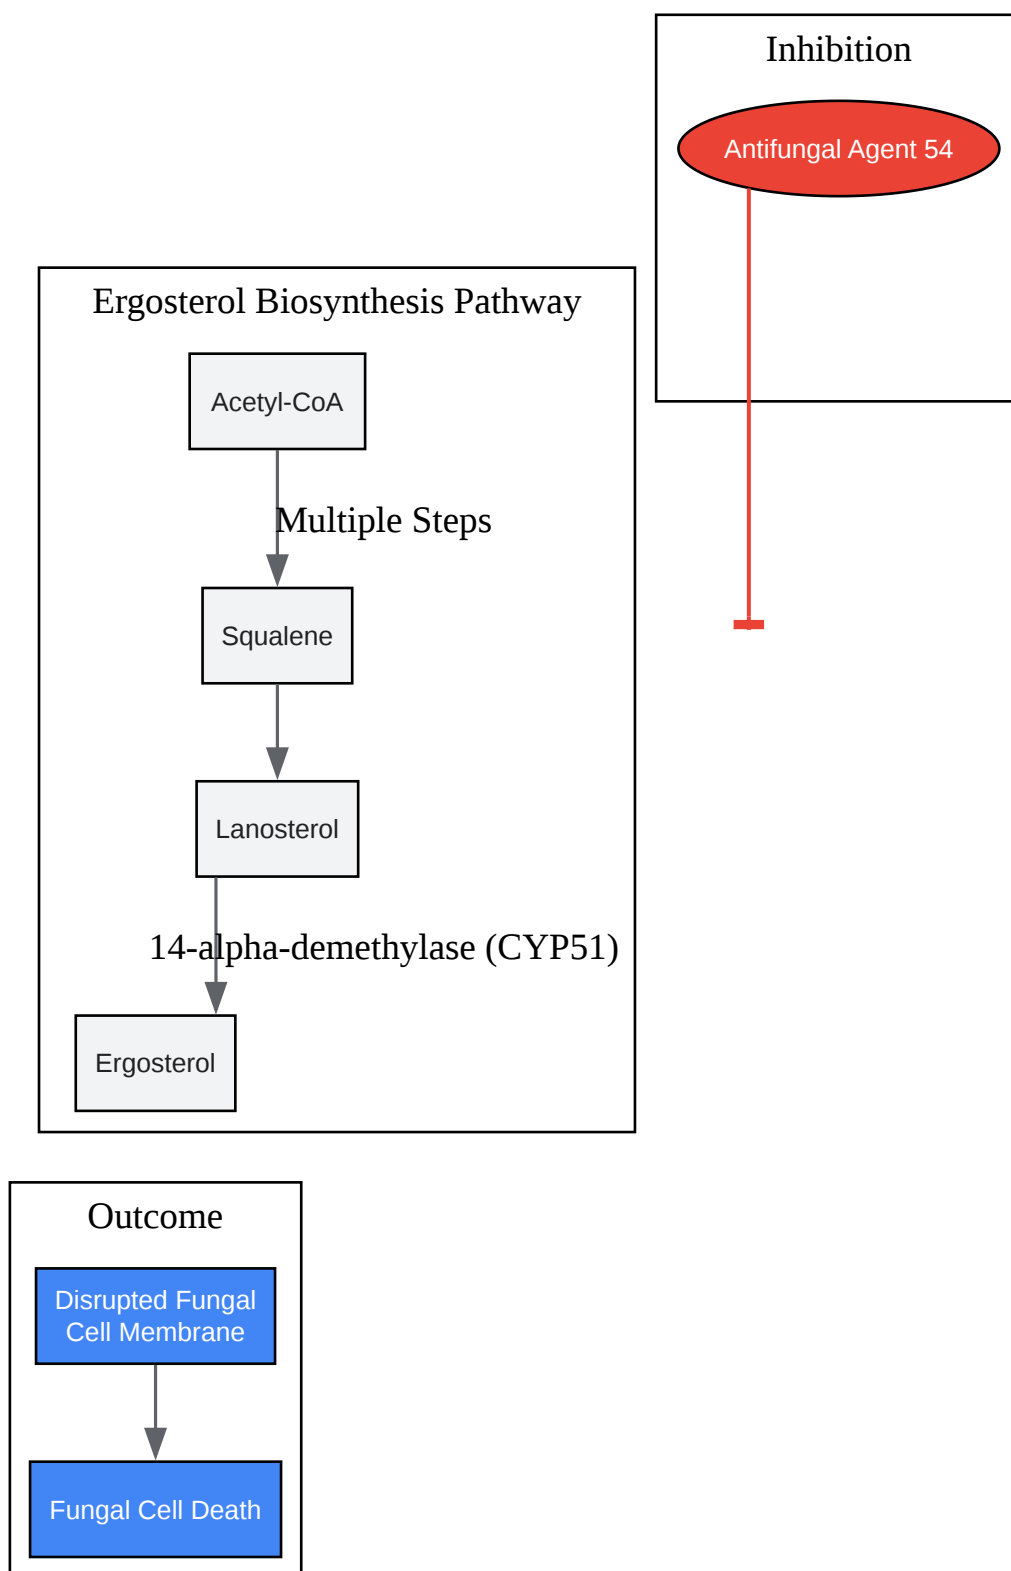 Inhibition
Antifungal Agent 54
Ergosterol Biosynthesis Pathway
Acetyl-CoA
Multiple Steps
Squalene
Lanosterol
14-alpha-demethylase (CYP51)
Ergosterol
Outcome
Disrupted Fungal
Cell Membrane
Fungal Cell Death